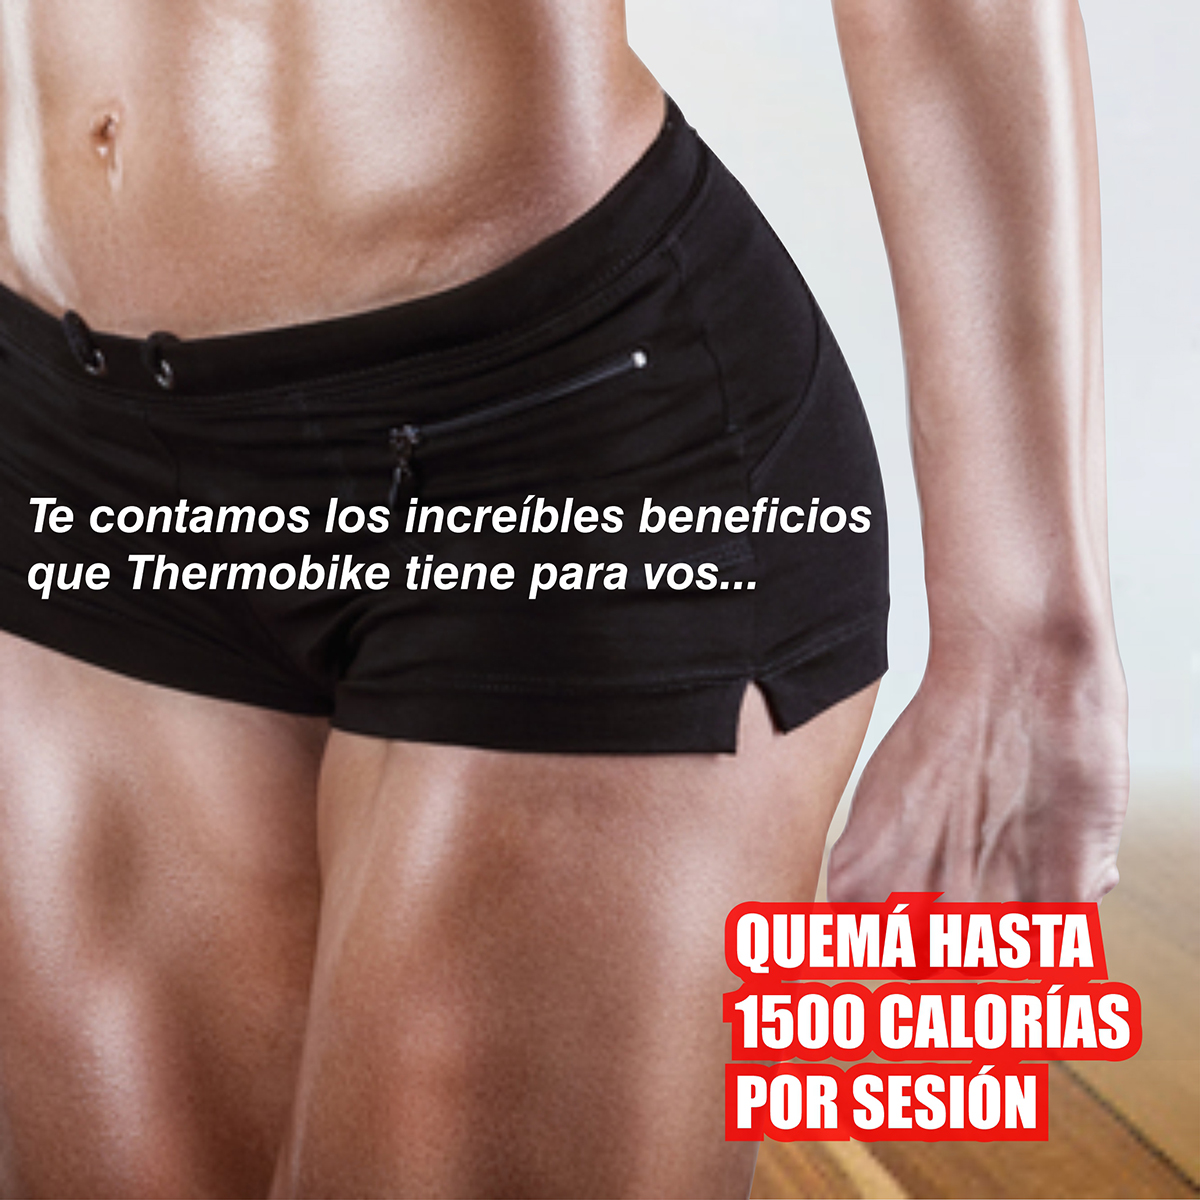 Te contamos los increíbles beneficios
que Thermobike tiene para vos...
QUEMÁ HASTA
1500 CALORÍAS
POR SESIÓN